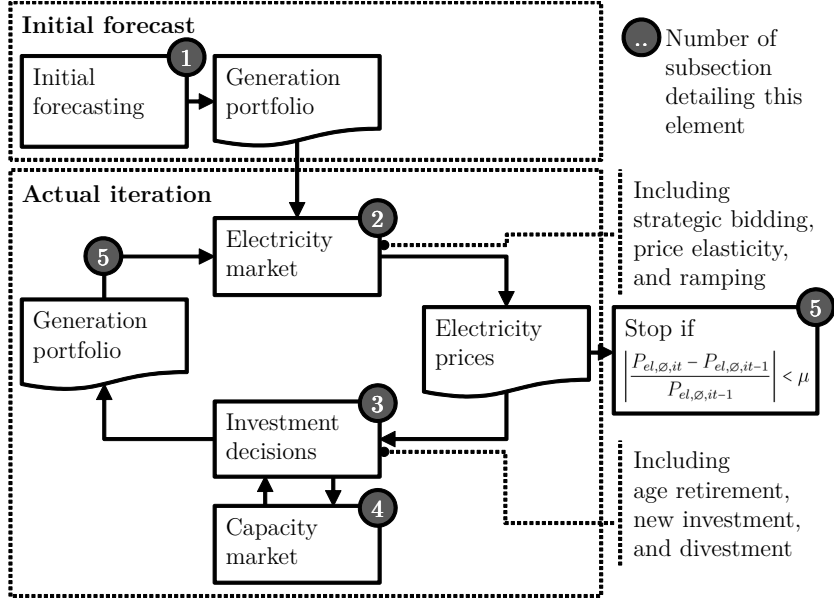 Initial forecast
1
Initial
forecasting
Generation
portfolio
..
Number of
subsection
detailing this
element
Actual iteration
2
Electricity
market
Including
strategic bidding,
price elasticity,
and ramping
5
Generation
portfolio
Electricity
prices
5
Stop if
|(P_{el,∅,it} − P_{el,∅,it−1}) / P_{el,∅,it−1}| < μ
3
Investment
decisions
4
Capacity
market
Including
age retirement,
new investment,
and divestment